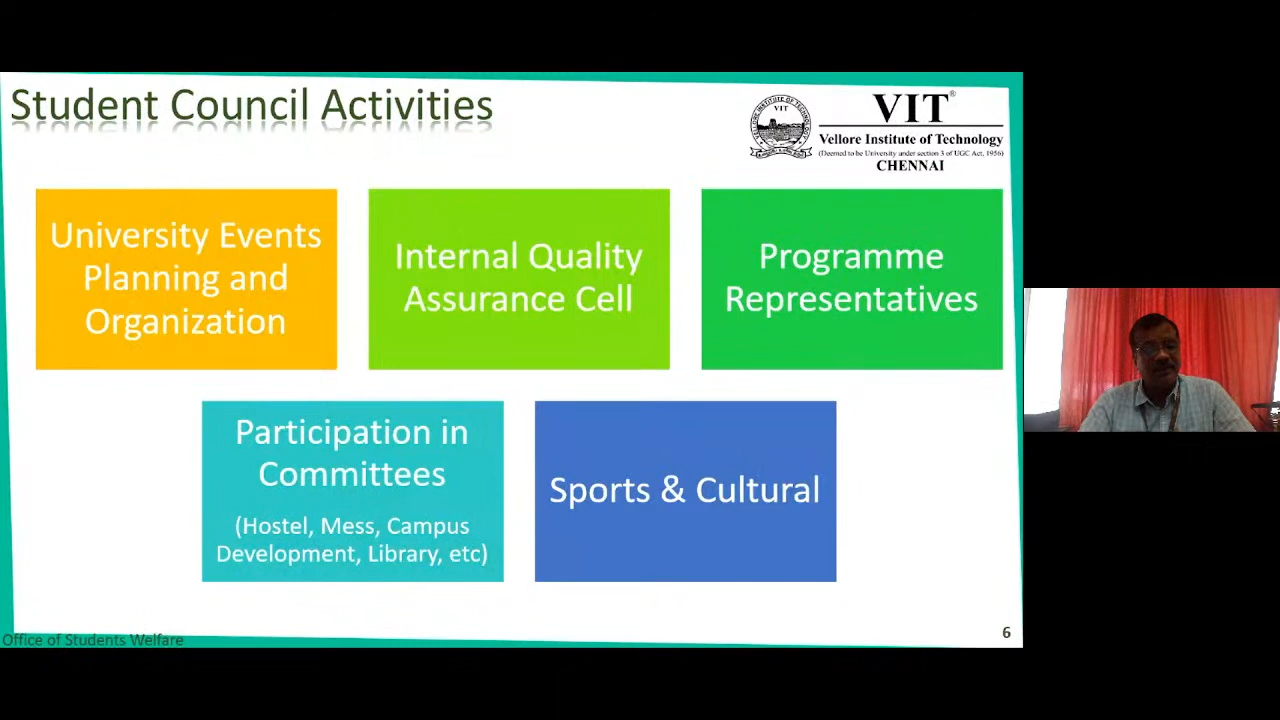 Student Council Activities
VIT
VIT®
Vellore Institute of Technology
(Deemed to be University under section 3 of UGC Act, 1956)
CHENNAI
University Events
Planning and
Organization
Internal Quality
Assurance Cell
Programme
Representatives
Participation in
Committees
(Hostel, Mess, Campus
Development, Library, etc)
Sports & Cultural
Office of Students Welfare
6